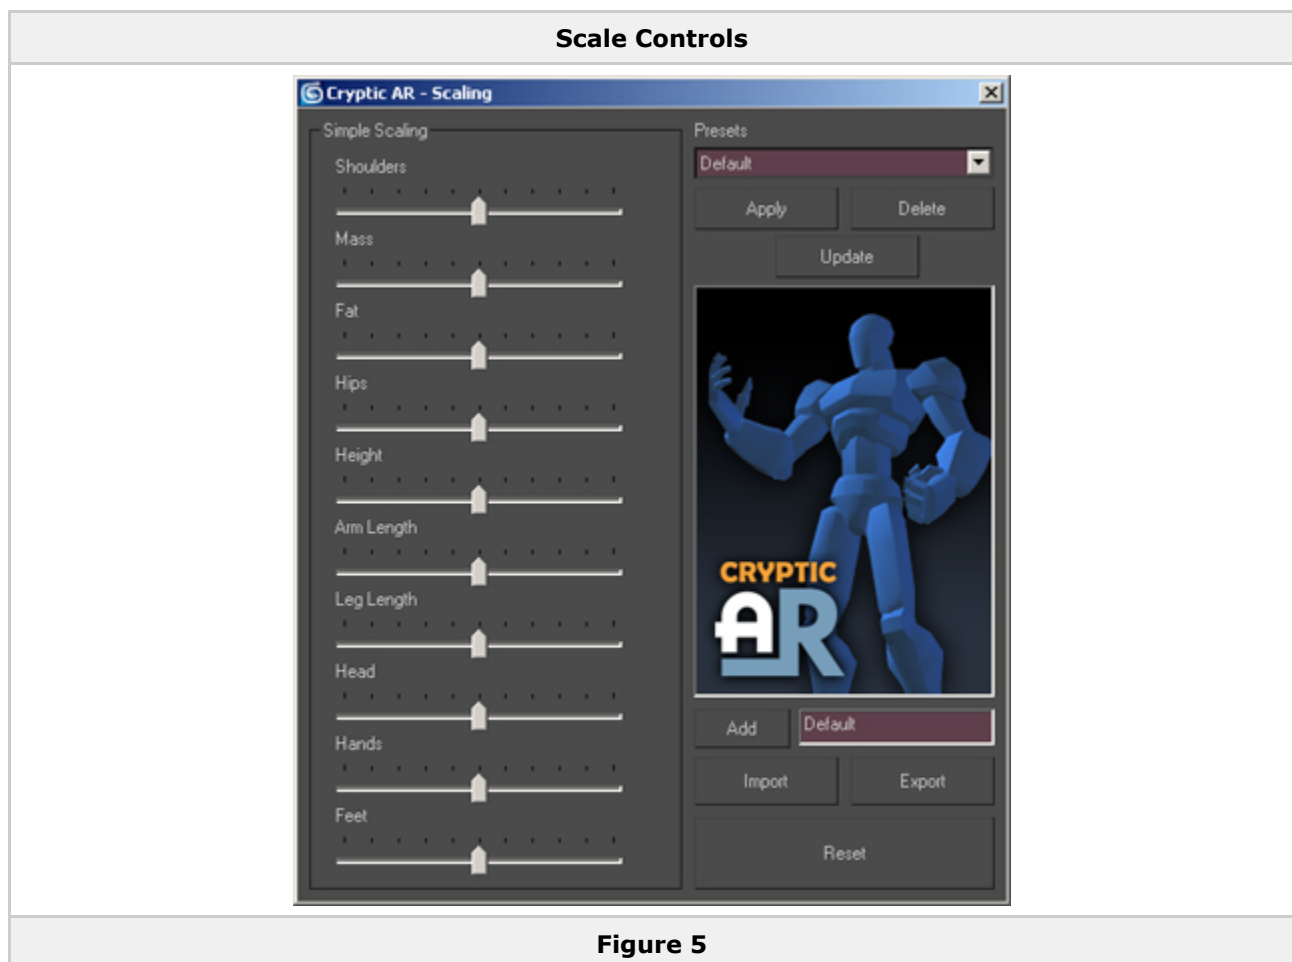 Scale Controls
Cryptic AR - Scaling
Simple Scaling
Shoulders
Mass
Fat
Hips
Height
Arm Length
Leg Length
Head
Hands
Feet
Presets
Default
Apply Delete
Update
CRYPTIC
AR
Add Default
Import Export
Reset
Figure 5